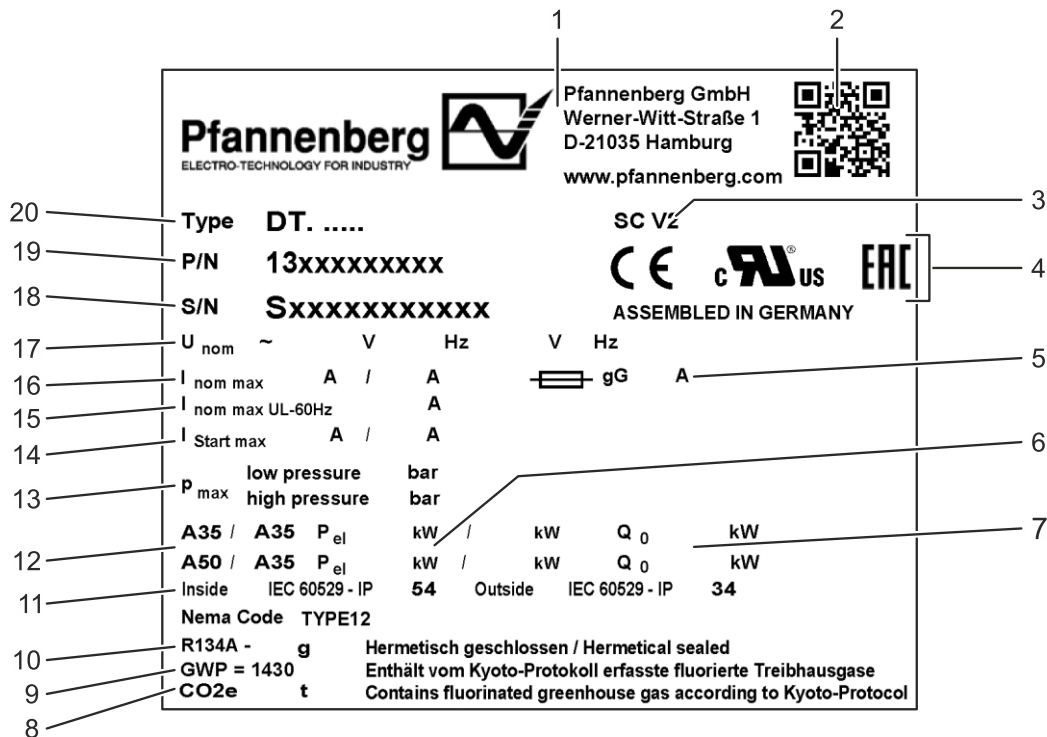 1 2
Pfannenberg
ELECTRO-TECHNOLOGY FOR INDUSTRY
Pfannenberg GmbH
Werner-Witt-Straße 1
D-21035 Hamburg
www.pfannenberg.com
20 Type DT. ..... SC V2 3
19 P/N 13xxxxxxxxx CE c RU ® US EAC 4
18 S/N Sxxxxxxxxxxx ASSEMBLED IN GERMANY
17 U nom ~ V Hz V Hz
16 I nom max A / A gG A 5
15 I nom max UL-60Hz A
14 I Start max A / A
13 p max low pressure bar 6
high pressure bar
12 A35 / A35 P el kW / kW Q 0 kW 7
A50 / A35 P el kW / kW Q 0 kW
11 Inside IEC 60529 - IP 54 Outside IEC 60529 - IP 34
Nema Code TYPE12
10 R134A - g Hermetisch geschlossen / Hermetical sealed
9 GWP = 1430 Enthält vom Kyoto-Protokoll erfasste fluorierte Treibhausgase
8 CO2e t Contains fluorinated greenhouse gas according to Kyoto-Protocol